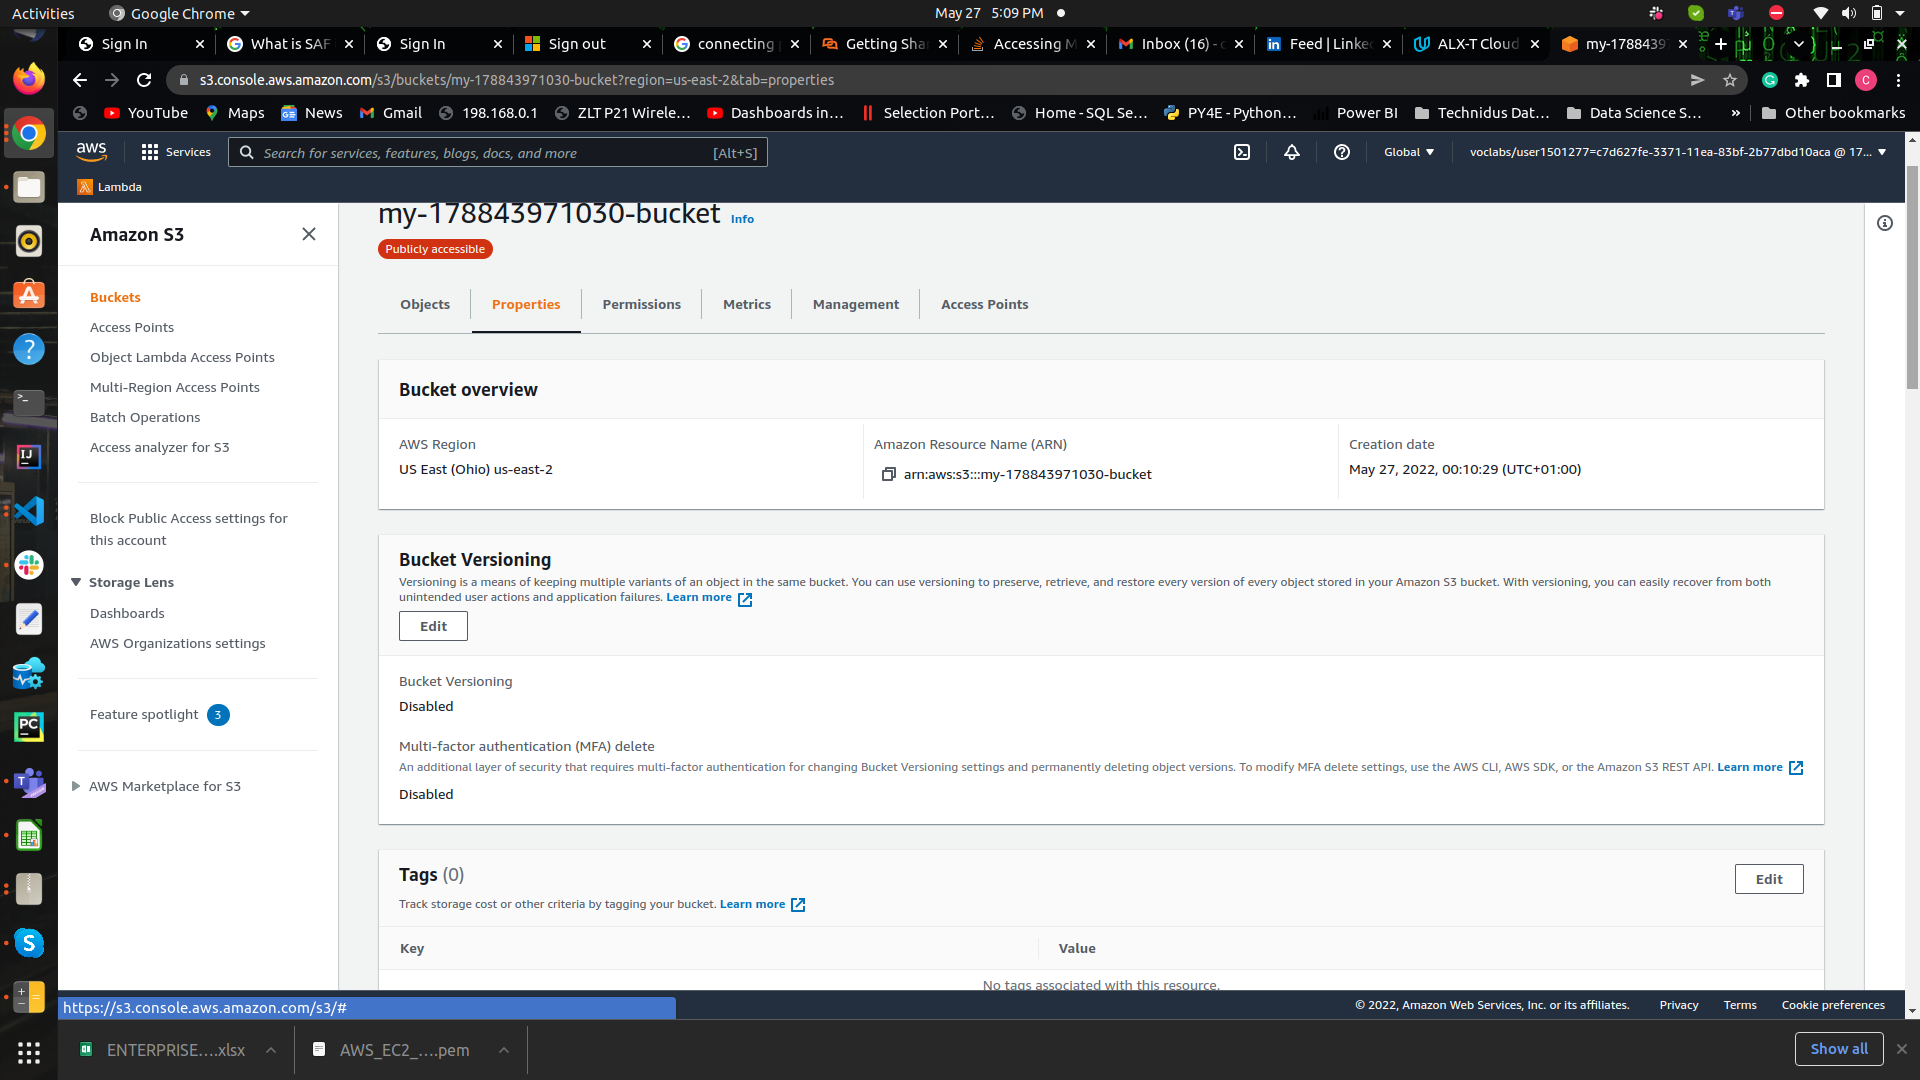 Activities
Google Chrome
May 27 5:09 PM
Sign In
What is SAF
Sign In
Sign out
connecting
Getting Sha
Accessing M
Inbox (16) - c
Feed | Linke
ALX-T Cloud
my-1788439
s3.console.aws.amazon.com/s3/buckets/my-178843971030-bucket?region=us-east-2&tab=properties
C
YouTube
Maps
News
Gmail
198.168.0.1
ZLT P21 Wirele...
Dashboards in...
Selection Port...
Home - SQL Se...
PY4E - Python...
Power BI
Technidus Dat...
Data Science S...
»
Other bookmarks
aws
Services
Search for services, features, blogs, docs, and more
[Alt+S]
Global
voclabs/user1501277=c7d627fe-3371-11ea-83bf-2b77dbd10aca @ 17...
Lambda
Amazon S3
Buckets
Access Points
Object Lambda Access Points
Multi-Region Access Points
Batch Operations
Access analyzer for S3
Block Public Access settings for
this account
Storage Lens
Dashboards
AWS Organizations settings
Feature spotlight 3
AWS Marketplace for S3
my-178843971030-bucket Info
Publicly accessible
Objects
Properties
Permissions
Metrics
Management
Access Points
Bucket overview
AWS Region
US East (Ohio) us-east-2
Amazon Resource Name (ARN)
arn:aws:s3:::my-178843971030-bucket
Creation date
May 27, 2022, 00:10:29 (UTC+01:00)
Bucket Versioning
Versioning is a means of keeping multiple variants of an object in the same bucket. You can use versioning to preserve, retrieve, and restore every version of every object stored in your Amazon S3 bucket. With versioning, you can easily recover from both
unintended user actions and application failures. Learn more
Edit
Bucket Versioning
Disabled
Multi-factor authentication (MFA) delete
An additional layer of security that requires multi-factor authentication for changing Bucket Versioning settings and permanently deleting object versions. To modify MFA delete settings, use the AWS CLI, AWS SDK, or the Amazon S3 REST API. Learn more
Disabled
Tags (0)
Edit
Track storage cost or other criteria by tagging your bucket. Learn more
Key
Value
No tags associated with this resource.
https://s3.console.aws.amazon.com/s3/#
© 2022, Amazon Web Services, Inc. or its affiliates.
Privacy
Terms
Cookie preferences
ENTERPRISE....xlsx
AWS_EC2_....pem
Show all